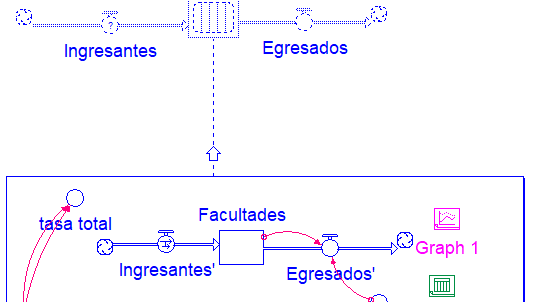 ?
Ingresantes
Egresados
tasa total
Facultades
Ingresantes'
Egresados'
Graph 1